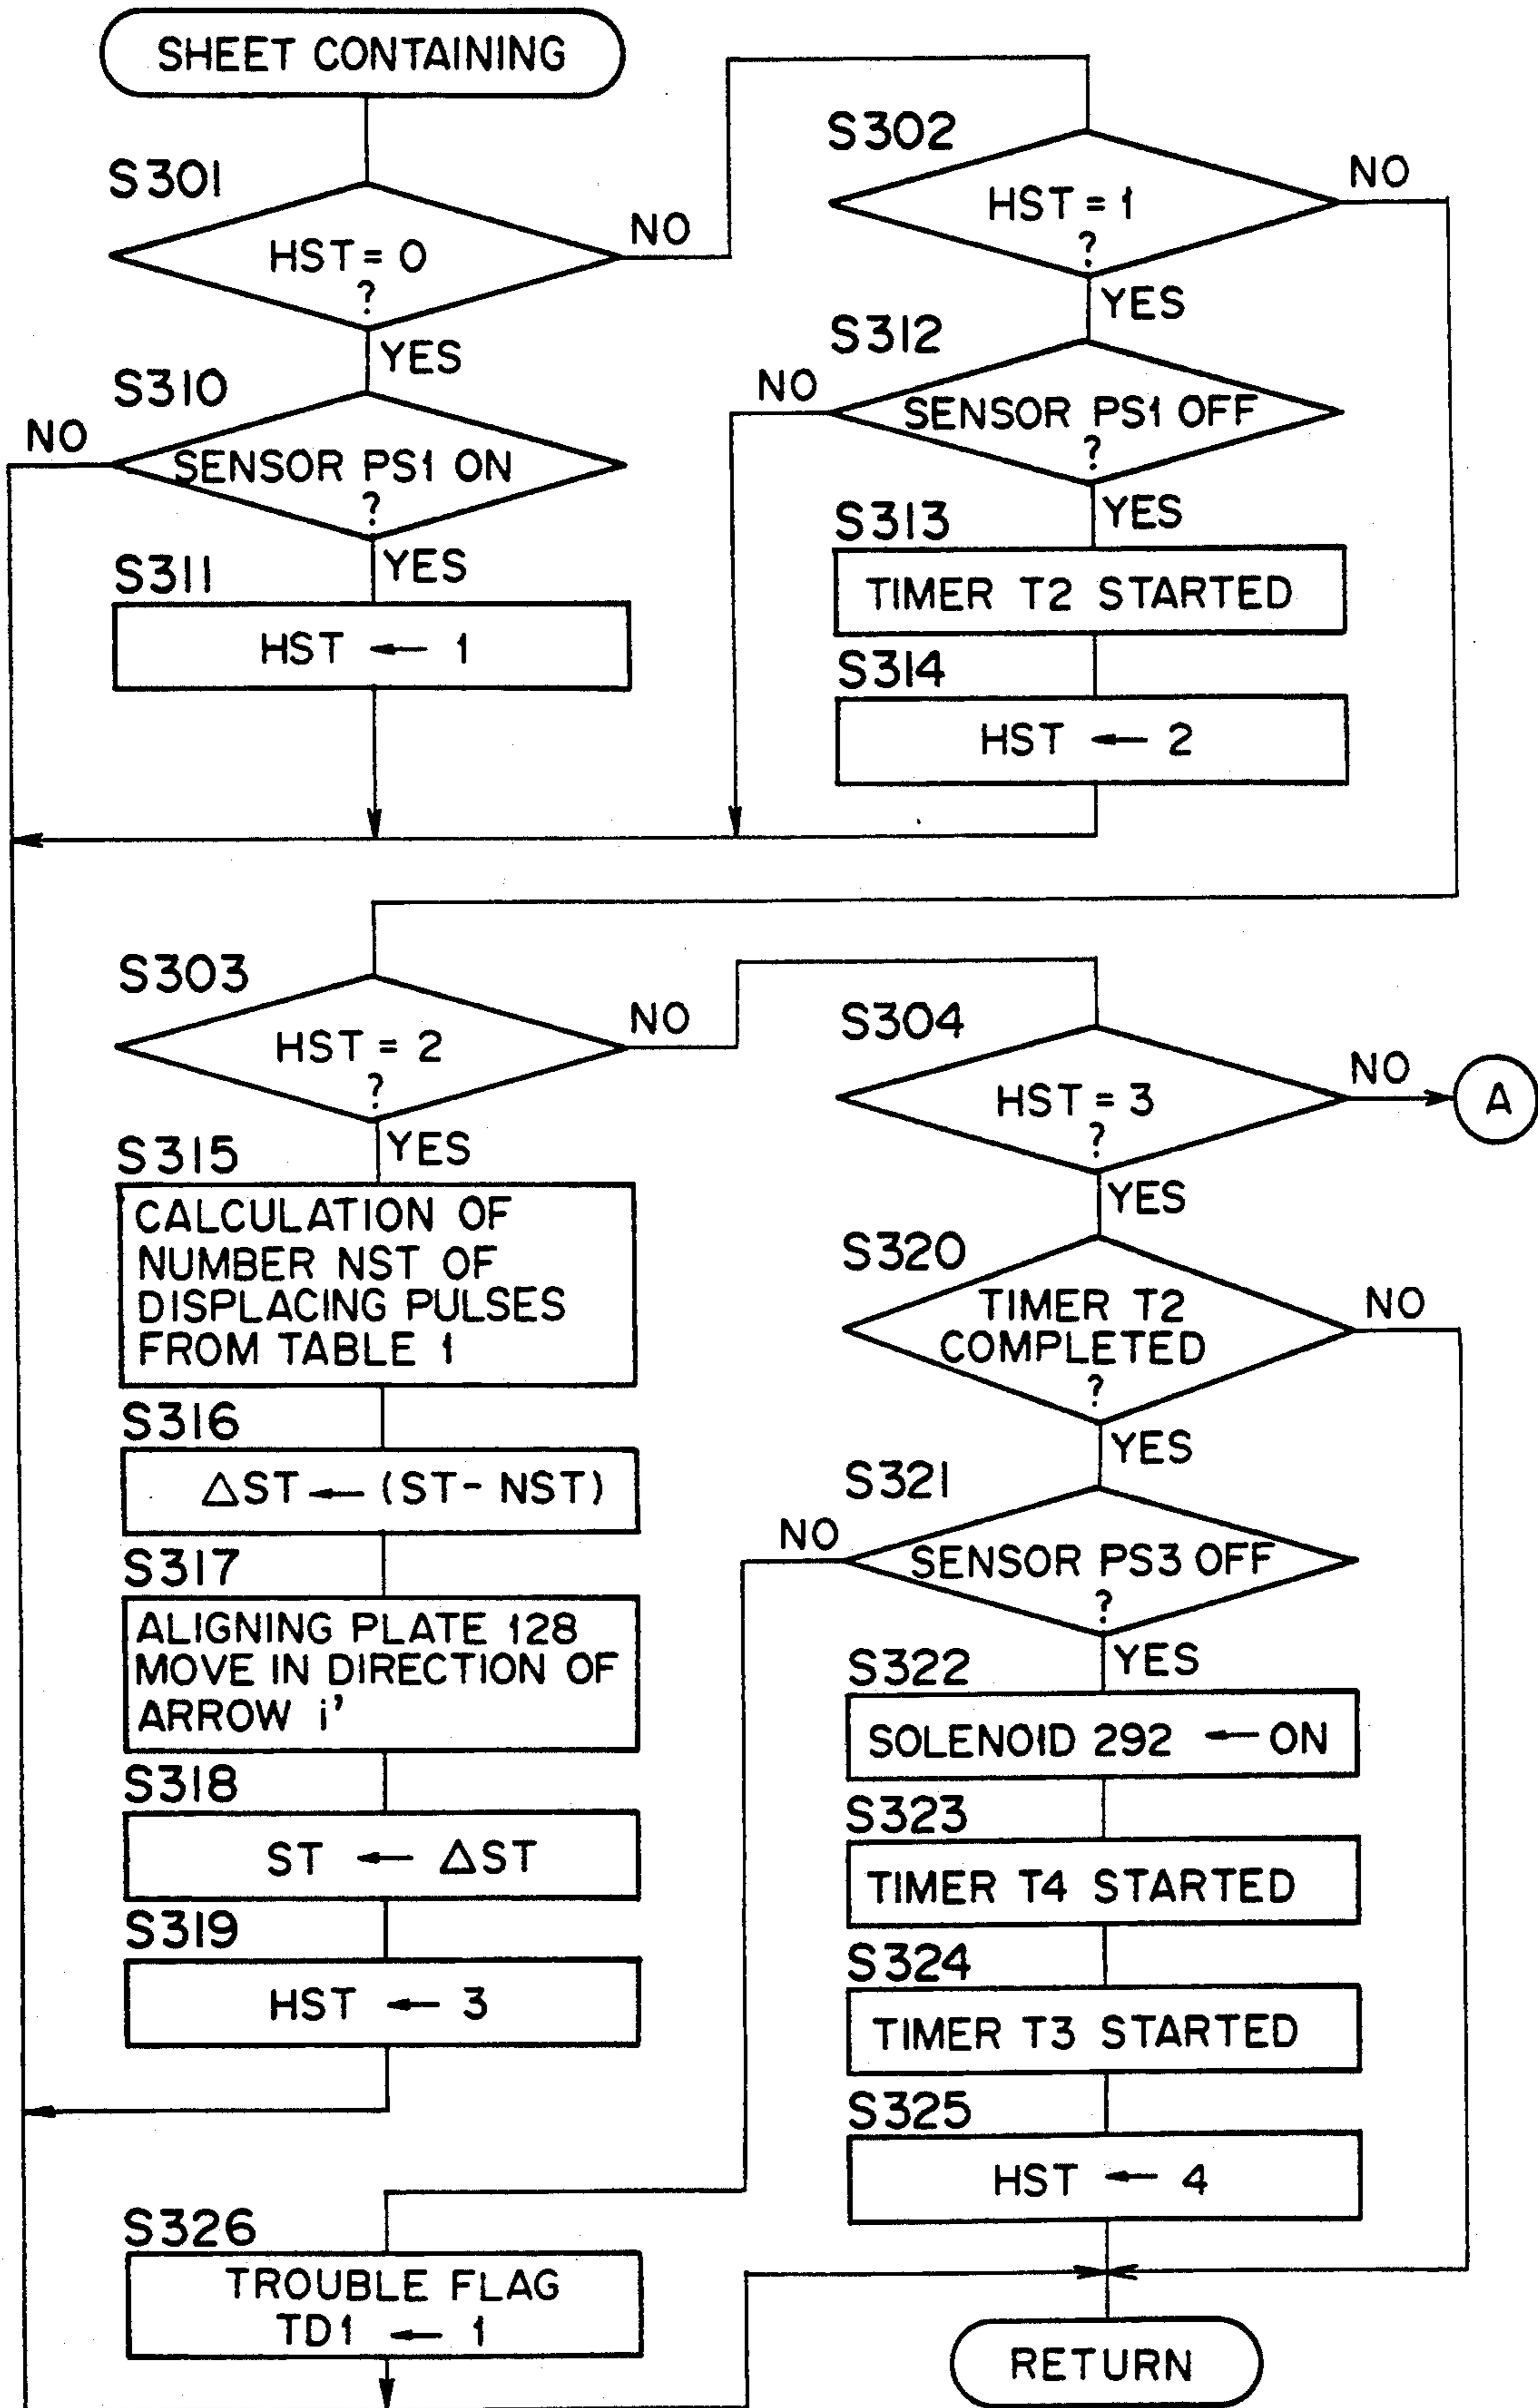 SHEET CONTAINING
S301
HST = 0
?
NO
YES
S310
NO
SENSOR PS1 ON
?
YES
S311
HST ← 1
S302
HST = 1
?
NO
YES
S312
NO
SENSOR PS1 OFF
?
YES
S313
TIMER T2 STARTED
S314
HST ← 2
S303
HST = 2
?
NO
YES
S315
CALCULATION OF
NUMBER NST OF
DISPLACING PULSES
FROM TABLE 1
S316
△ST ← (ST- NST)
S317
ALIGNING PLATE 128
MOVE IN DIRECTION OF
ARROW i'
S318
ST ← △ST
S319
HST ← 3
S304
HST = 3
?
NO
A
YES
S320
TIMER T2
COMPLETED
?
NO
YES
S321
NO
SENSOR PS3 OFF
?
YES
S322
SOLENOID 292 ← ON
S323
TIMER T4 STARTED
S324
TIMER T3 STARTED
S325
HST ← 4
S326
TROUBLE FLAG
TD1 ← 1
RETURN